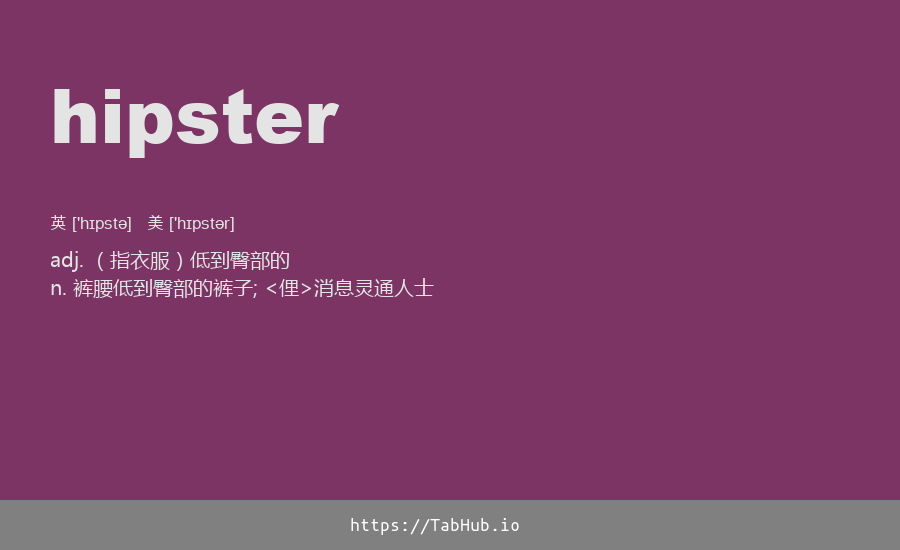 hipster
英 ['hɪpstə] 美 ['hɪpstər]
adj. （指衣服）低到臀部的
n. 裤腰低到臀部的裤子; <俚>消息灵通人士
https://TabHub.io